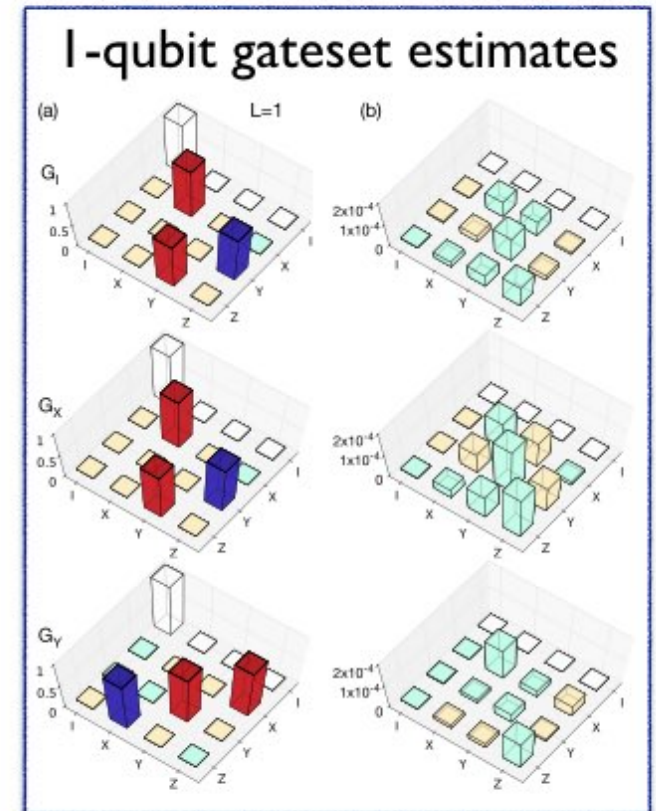 1-qubit gateset estimates
(a) L=1 (b)
G_I
1
0.5
0
I X Y Z
Z Y X I
2x10⁻⁴
1x10⁻⁴
0
I X Y Z
Z Y X I
G_X
1
0.5
0
I X Y Z
Z Y X I
2x10⁻⁴
1x10⁻⁴
0
I X Y Z
Z Y X I
G_Y
1
0.5
0
I X Y Z
Z Y X I
2x10⁻⁴
1x10⁻⁴
0
I X Y Z
Z Y X I